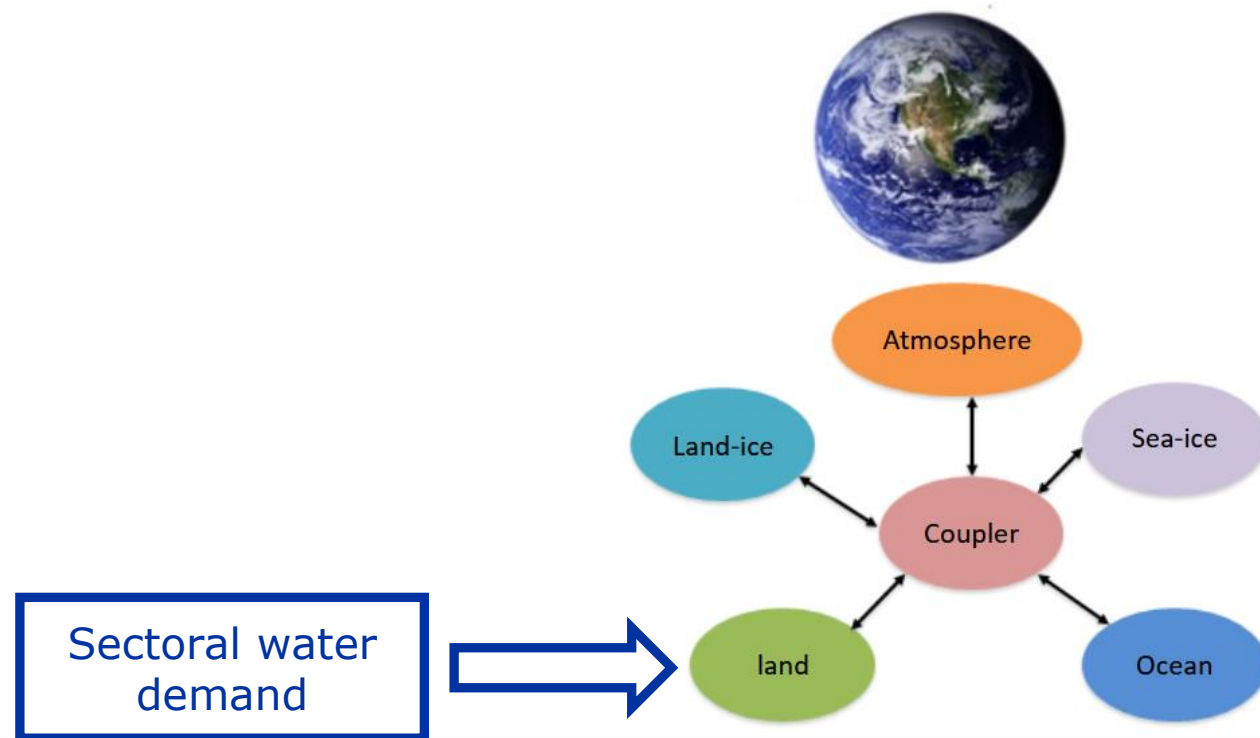 Atmosphere
Land-ice
Sea-ice
Coupler
Sectoral water
demand
land
Ocean